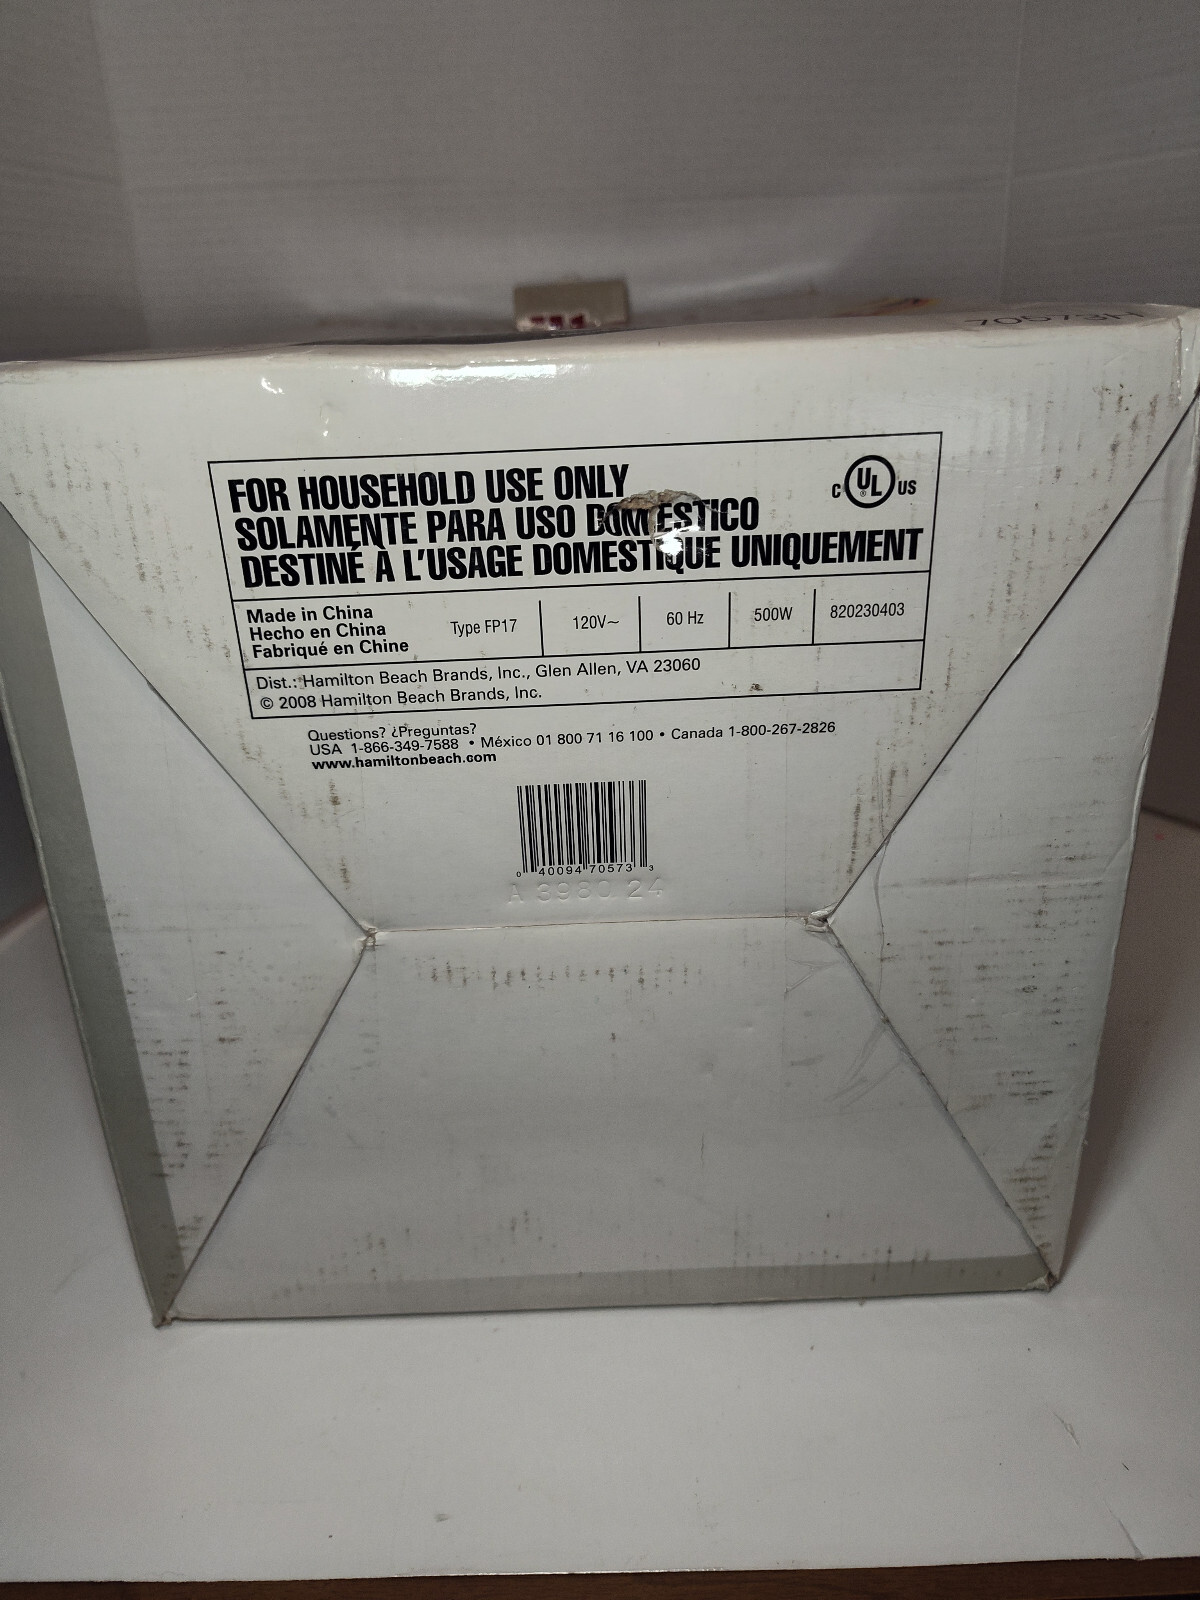 70573H
FOR HOUSEHOLD USE ONLY
SOLAMENTE PARA USO DOMESTICO
DESTINÉ À L'USAGE DOMESTIQUE UNIQUEMENT
C UL ® US
Made in China
Hecho en China
Fabriqué en Chine
Type FP17
120V~
60 Hz
500W
820230403
Dist.: Hamilton Beach Brands, Inc., Glen Allen, VA 23060
© 2008 Hamilton Beach Brands, Inc.
Questions? ¿Preguntas?
USA 1-866-349-7588 • México 01 800 71 16 100 • Canada 1-800-267-2826
www.hamiltonbeach.com
0 40094 70573 3
A 3980 24